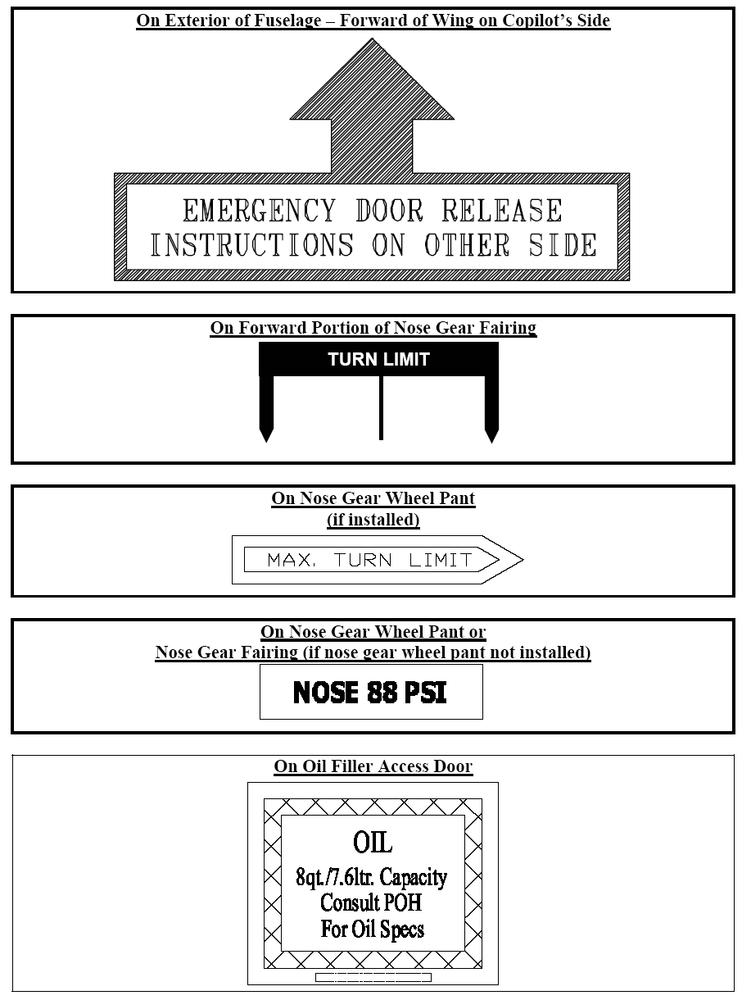 On Exterior of Fuselage – Forward of Wing on Copilot’s Side
EMERGENCY DOOR RELEASE
INSTRUCTIONS ON OTHER SIDE
On Forward Portion of Nose Gear Fairing
TURN LIMIT
On Nose Gear Wheel Pant
(if installed)
MAX. TURN LIMIT
On Nose Gear Wheel Pant or
Nose Gear Fairing (if nose gear wheel pant not installed)
NOSE 88 PSI
On Oil Filler Access Door
OIL
8qt./7.6ltr. Capacity
Consult POH
For Oil Specs